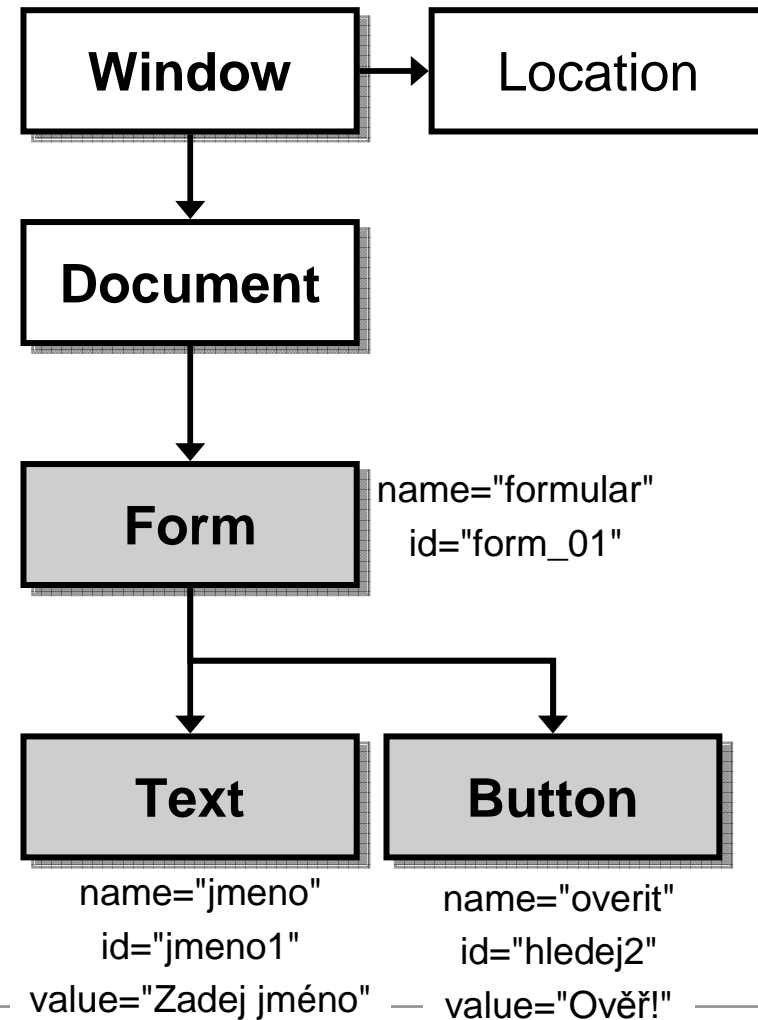 Window
Location
Document
Form
name="formular"
id="form_01"
Text
Button
name="jmeno"
id="jmeno1"
value="Zadej jméno"
name="overit"
id="hledej2"
value="Ověř!"